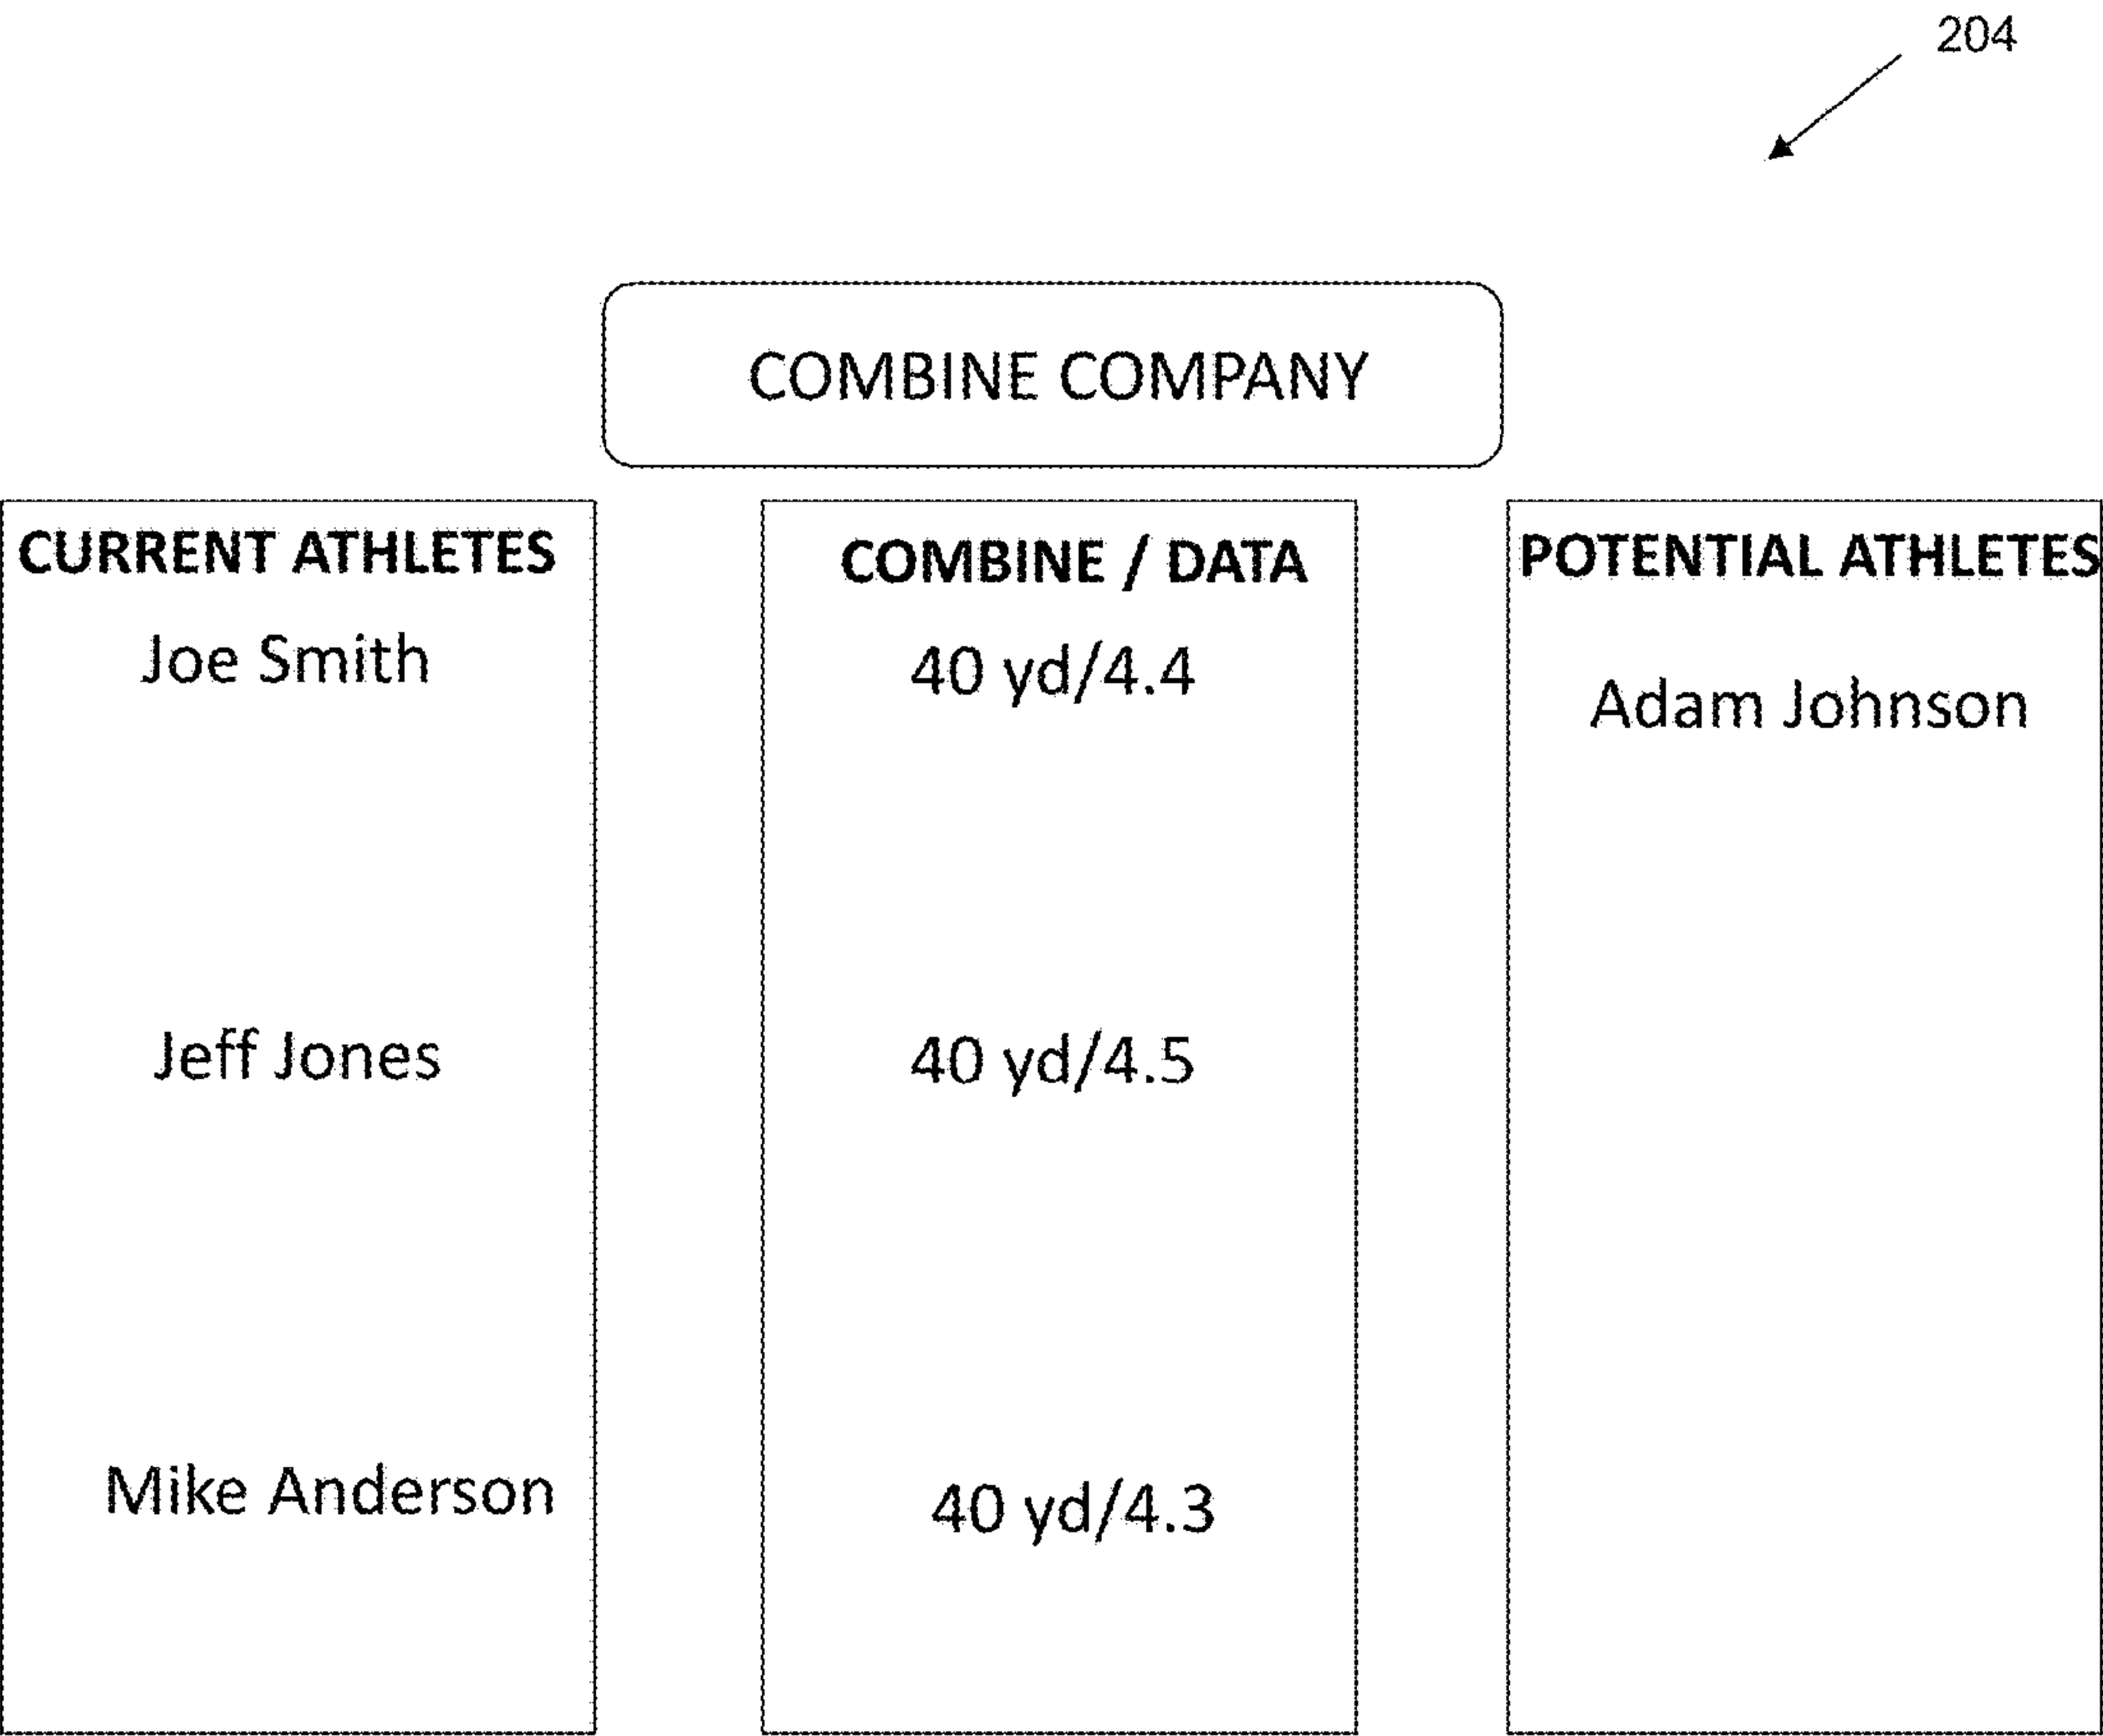 204
COMBINE COMPANY
CURRENT ATHLETES
Joe Smith
Jeff Jones
Mike Anderson
COMBINE / DATA
40 yd/4.4
40 yd/4.5
40 yd/4.3
POTENTIAL ATHLETES
Adam Johnson